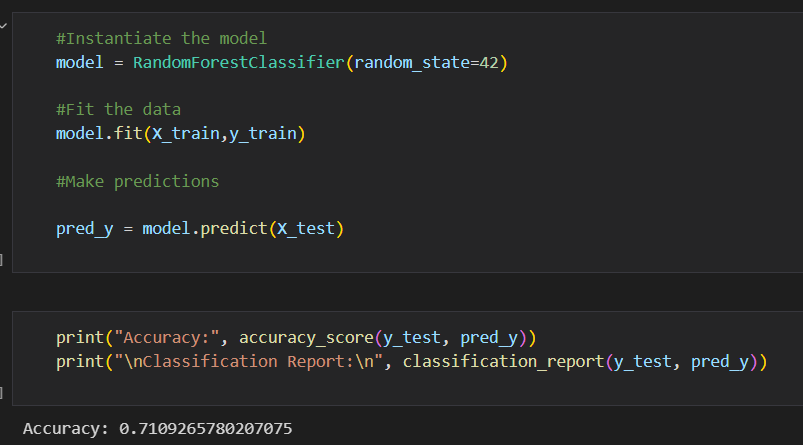 #Instantiate the model
model = RandomForestClassifier(random_state=42)
#Fit the data
model.fit(X_train,y_train)
#Make predictions
pred_y = model.predict(X_test)
]
print("Accuracy:", accuracy_score(y_test, pred_y))
print("\nClassification Report:\n", classification_report(y_test, pred_y))
]
Accuracy: 0.7109265780207075